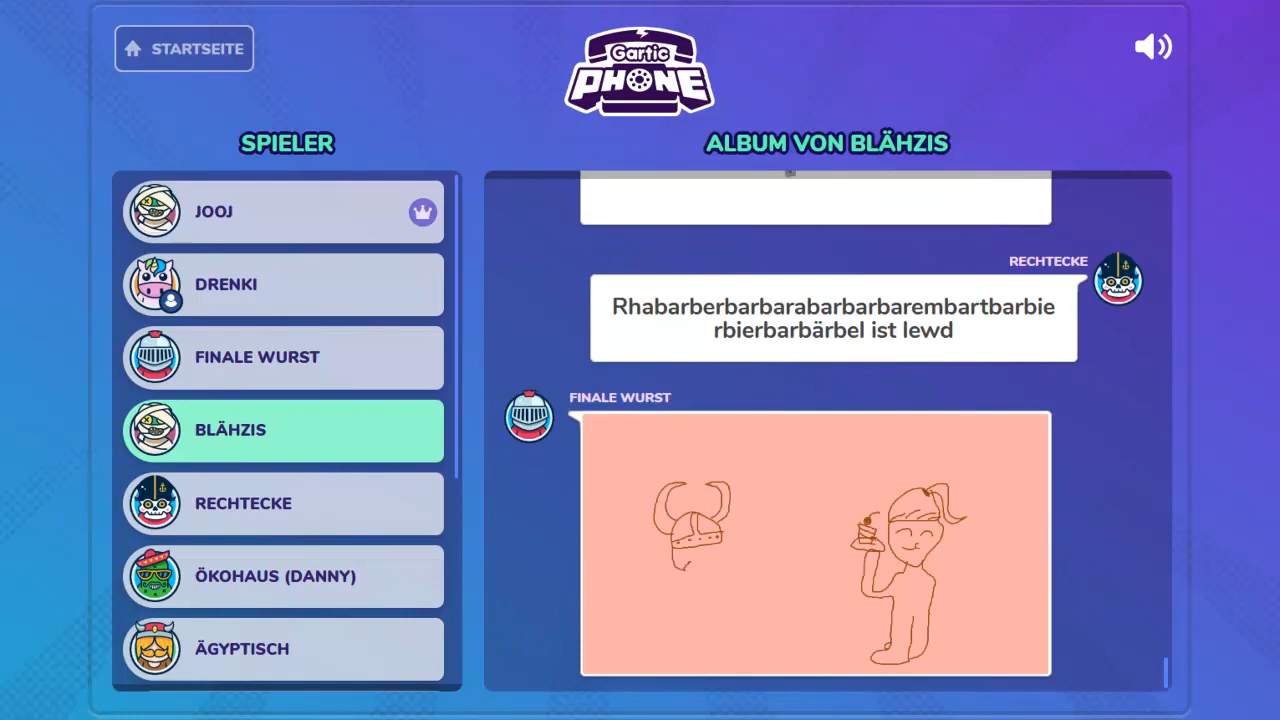 STARTSEITE
Gartic
PHONE
SPIELER
ALBUM VON BLÄHZIS
JOOJ
DRENKI
FINALE WURST
BLÄHZIS
RECHTECKE
ÖKOHAUS (DANNY)
ÄGYPTISCH
RECHTECKE
Rhabarberbarbarabarbarbarembartbarbie
rbierbarbärbel ist lewd
FINALE WURST